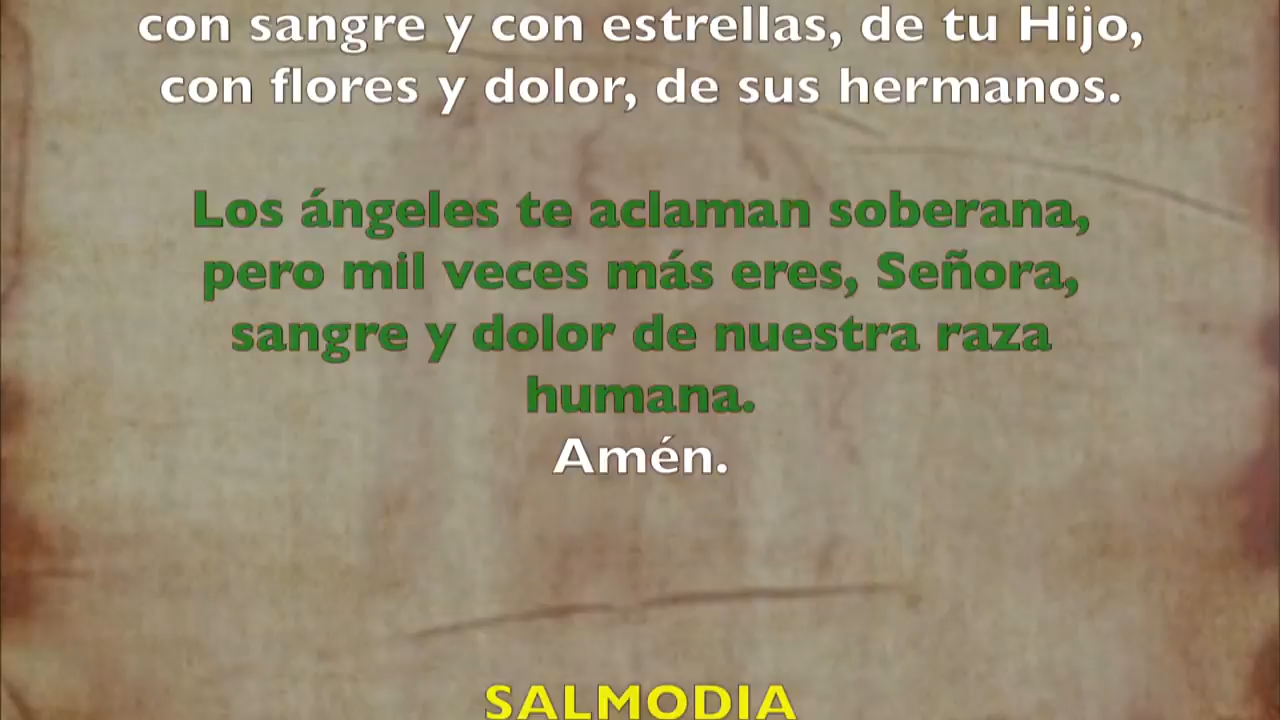 con sangre y con estrellas, de tu Hijo,
con flores y dolor, de sus hermanos.
Los ángeles te aclaman soberana,
pero mil veces más eres, Señora,
sangre y dolor de nuestra raza
humana.
Amén.
SALMODIA